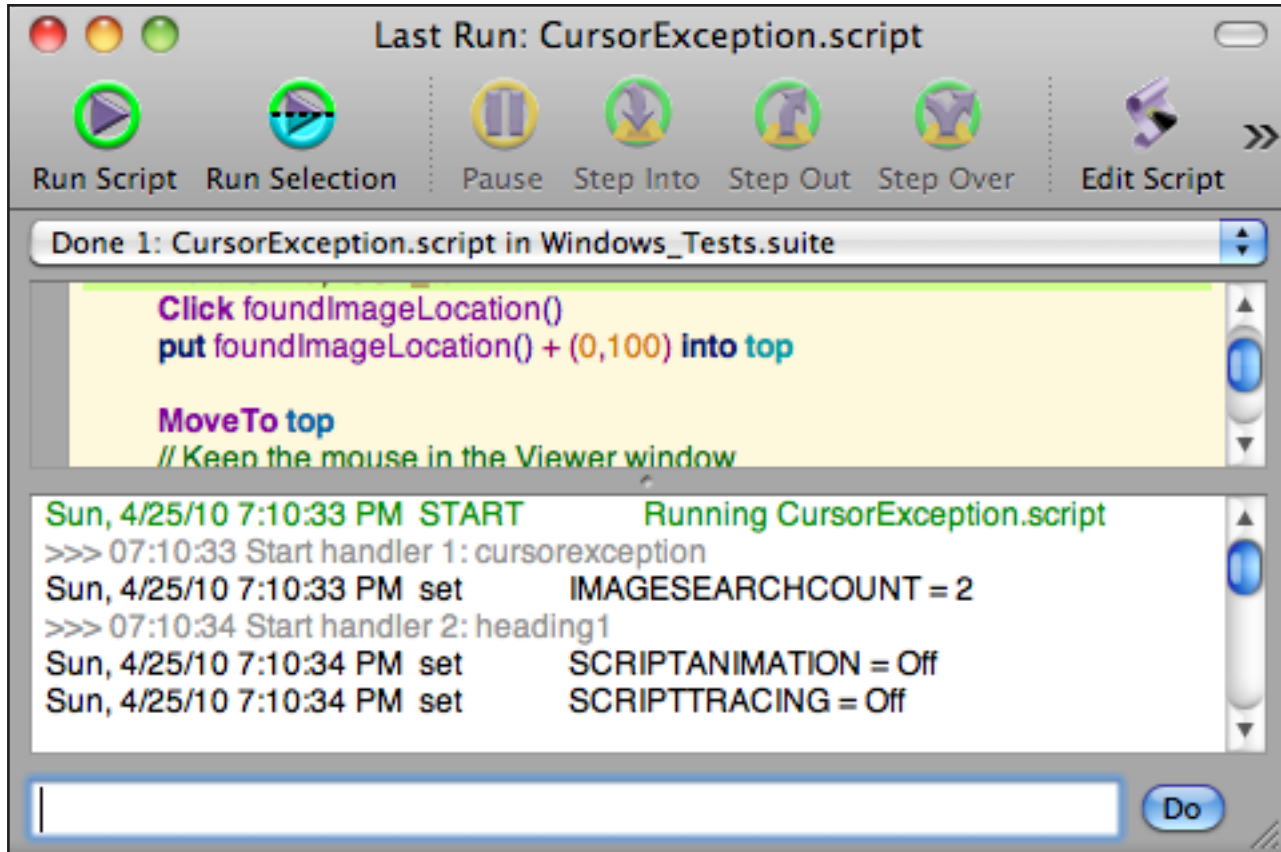 Last Run: CursorException.script
Run Script Run Selection Pause Step Into Step Out Step Over Edit Script
Done 1: CursorException.script in Windows_Tests.suite
Click foundImageLocation()
put foundImageLocation() + (0,100) into top
MoveTo top
// Keep the mouse in the Viewer window
Sun, 4/25/10 7:10:33 PM START Running CursorException.script
>>> 07:10:33 Start handler 1: cursorexception
Sun, 4/25/10 7:10:33 PM set IMAGESEARCHCOUNT = 2
>>> 07:10:34 Start handler 2: heading1
Sun, 4/25/10 7:10:34 PM set SCRIPTANIMATION = Off
Sun, 4/25/10 7:10:34 PM set SCRIPTTRACING = Off
Do